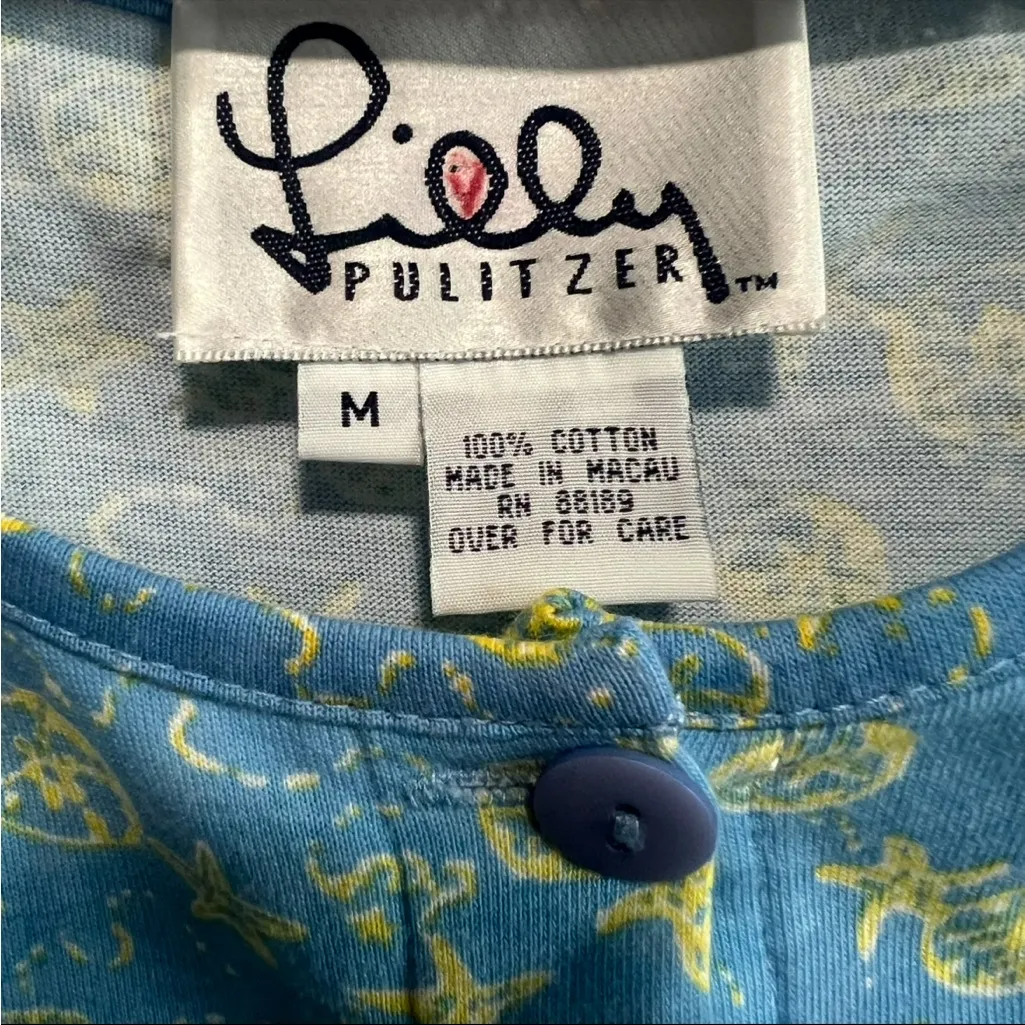 Lilly
PULITZER™
M
100% COTTON
MADE IN MACAU
RN 88189
OVER FOR CARE